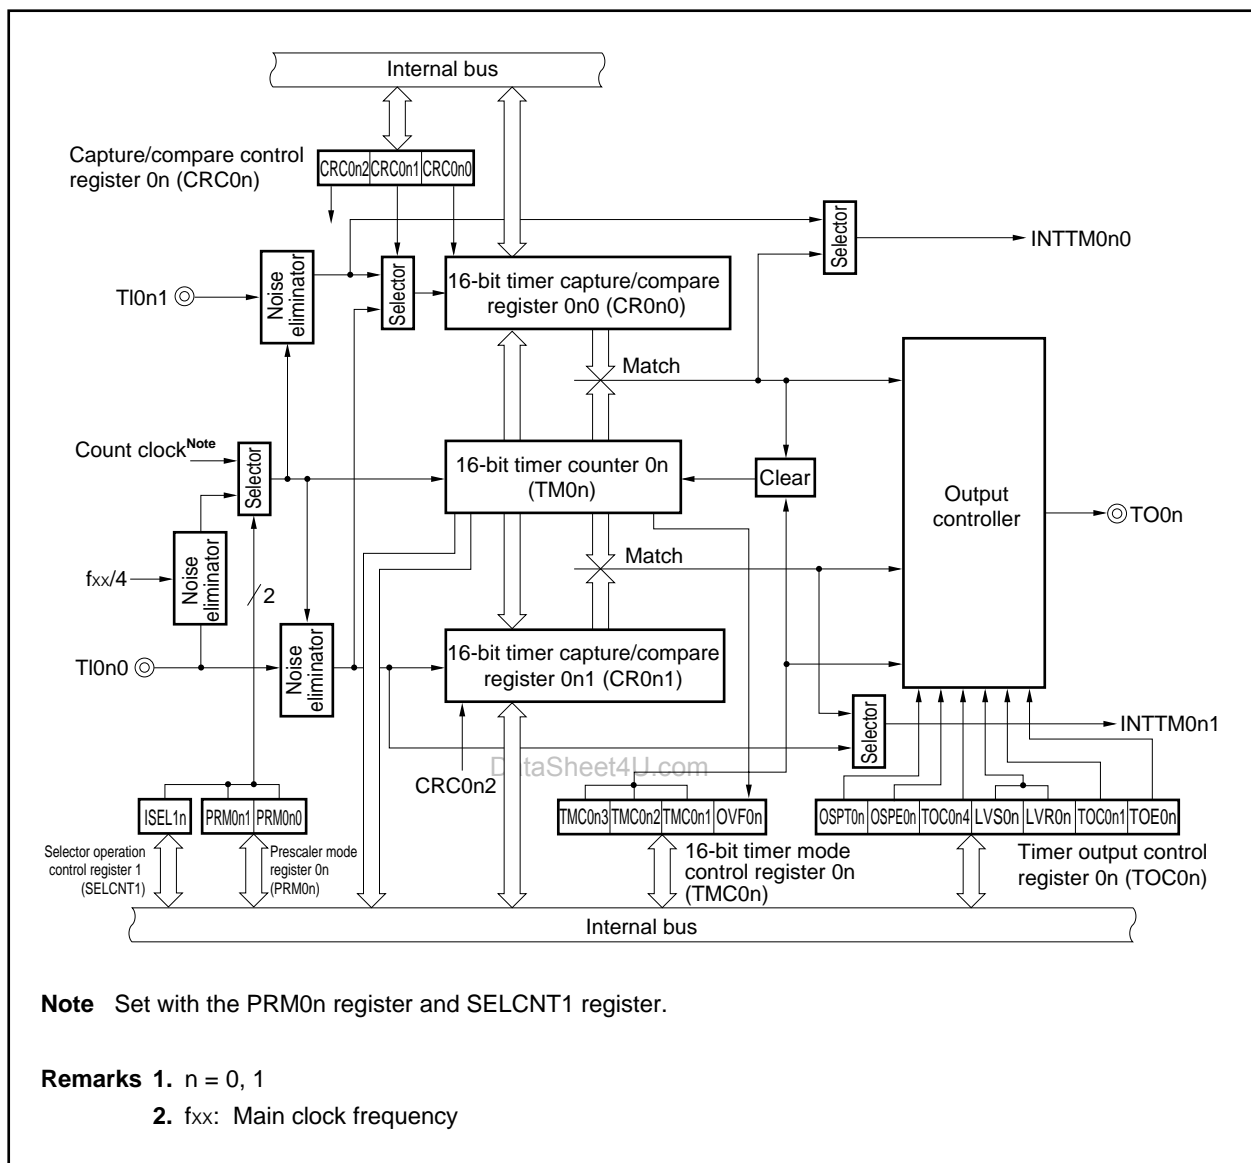 Internal bus
Capture/compare control
register 0n (CRC0n)
CRC0n2 CRC0n1 CRC0n0
Selector
INTTM0n0
TI0n1
Noise
eliminator
Selector
16-bit timer capture/compare
register 0n0 (CR0n0)
Match
Count clockNote
Selector
16-bit timer counter 0n
(TM0n)
Clear
Output
controller
TO0n
fxx/4
Noise
eliminator
2
Match
TI0n0
Noise
eliminator
16-bit timer capture/compare
register 0n1 (CR0n1)
Selector
INTTM0n1
DataSheet4U.com
CRC0n2
ISEL1n
PRM0n1 PRM0n0
TMC0n3 TMC0n2 TMC0n1 OVF0n
OSPT0n OSPE0n TOC0n4 LVS0n LVR0n TOC0n1 TOE0n
Selector operation
control register 1
(SELCNT1)
Prescaler mode
register 0n
(PRM0n)
16-bit timer mode
control register 0n
(TMC0n)
Timer output control
register 0n (TOC0n)
Internal bus
Note Set with the PRM0n register and SELCNT1 register.
Remarks 1. n = 0, 1
2. fxx: Main clock frequency